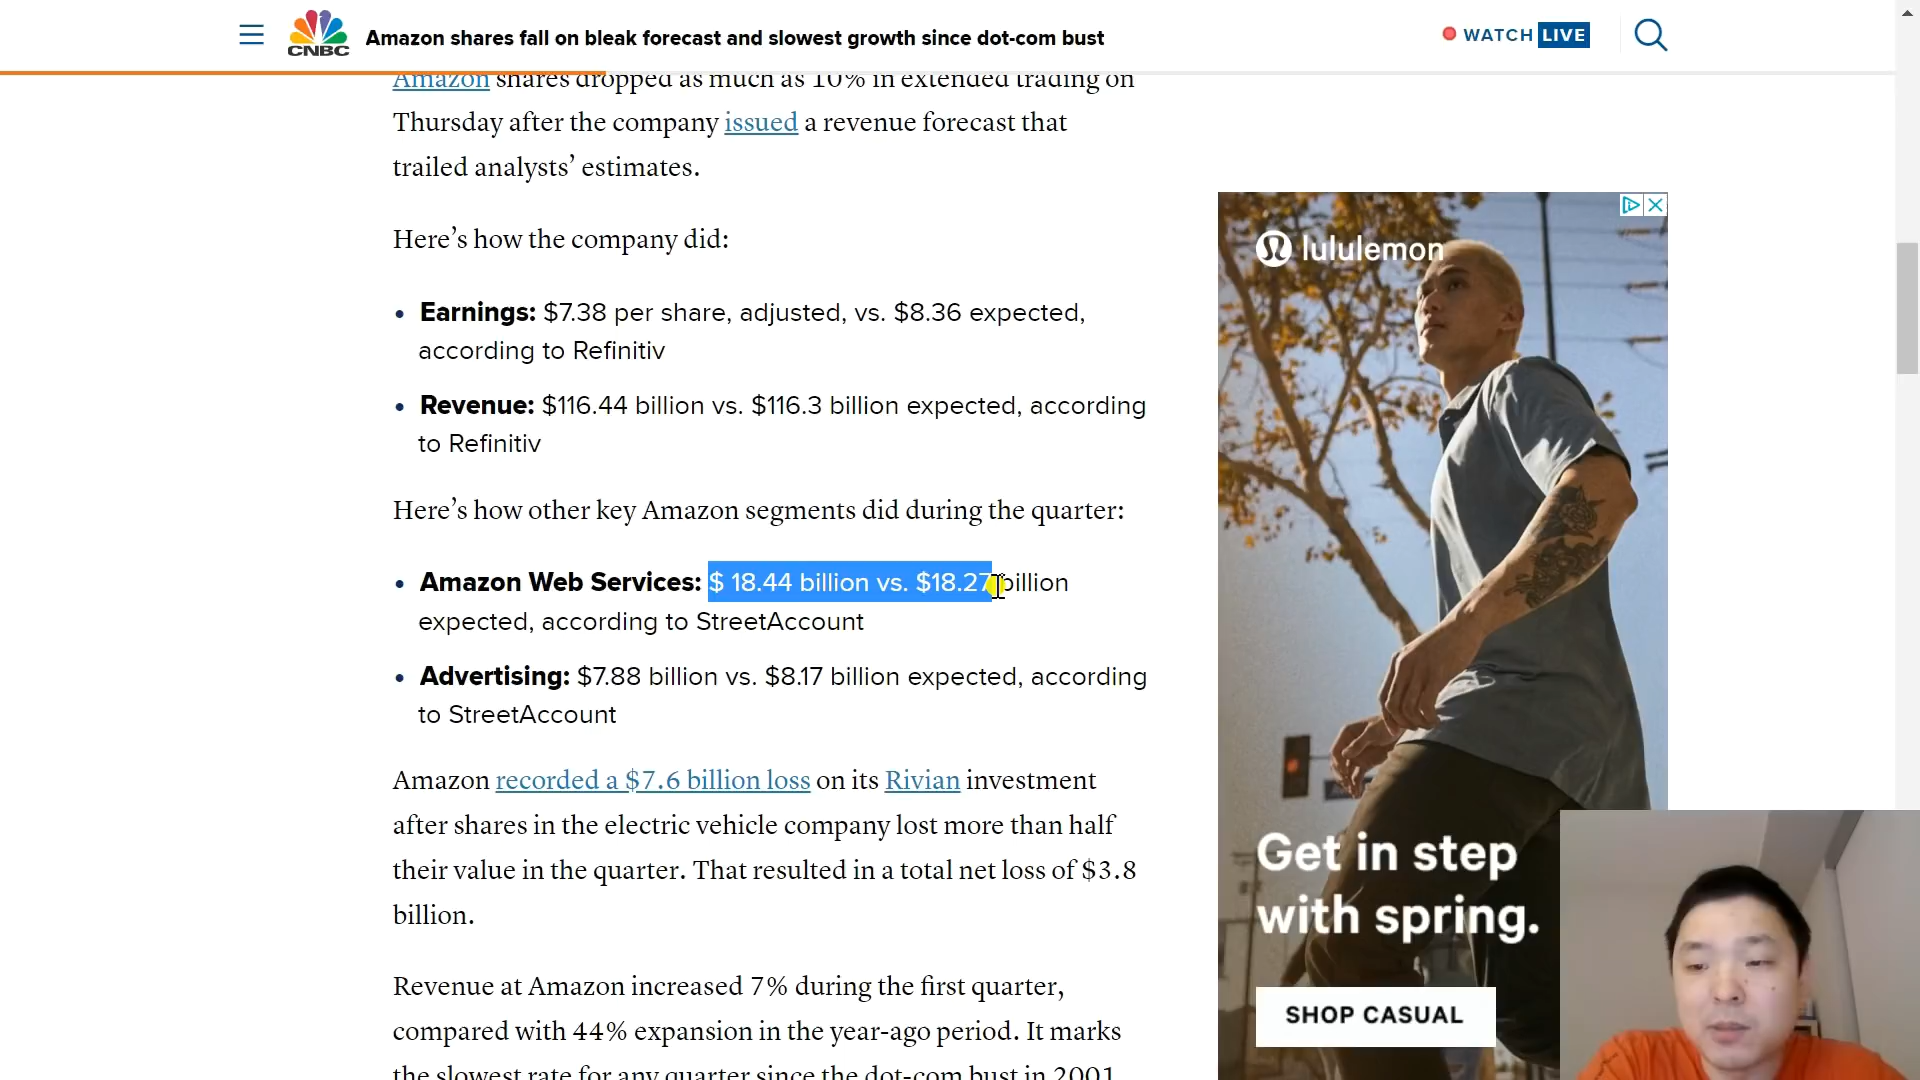 CNBC
Amazon shares fall on bleak forecast and slowest growth since dot-com bust
WATCH LIVE
Amazon shares dropped as much as 10% in extended trading on
Thursday after the company issued a revenue forecast that
trailed analysts’ estimates.
Here’s how the company did:
• Earnings: $7.38 per share, adjusted, vs. $8.36 expected,
according to Refinitiv
• Revenue: $116.44 billion vs. $116.3 billion expected, according
to Refinitiv
Here’s how other key Amazon segments did during the quarter:
• Amazon Web Services: $ 18.44 billion vs. $18.27 billion
expected, according to StreetAccount
• Advertising: $7.88 billion vs. $8.17 billion expected, according
to StreetAccount
Amazon recorded a $7.6 billion loss on its Rivian investment
after shares in the electric vehicle company lost more than half
their value in the quarter. That resulted in a total net loss of $3.8
billion.
Revenue at Amazon increased 7% during the first quarter,
compared with 44% expansion in the year-ago period. It marks
the slowest rate for any quarter since the dot-com bust in 2001
lululemon
Get in step
with spring.
SHOP CASUAL